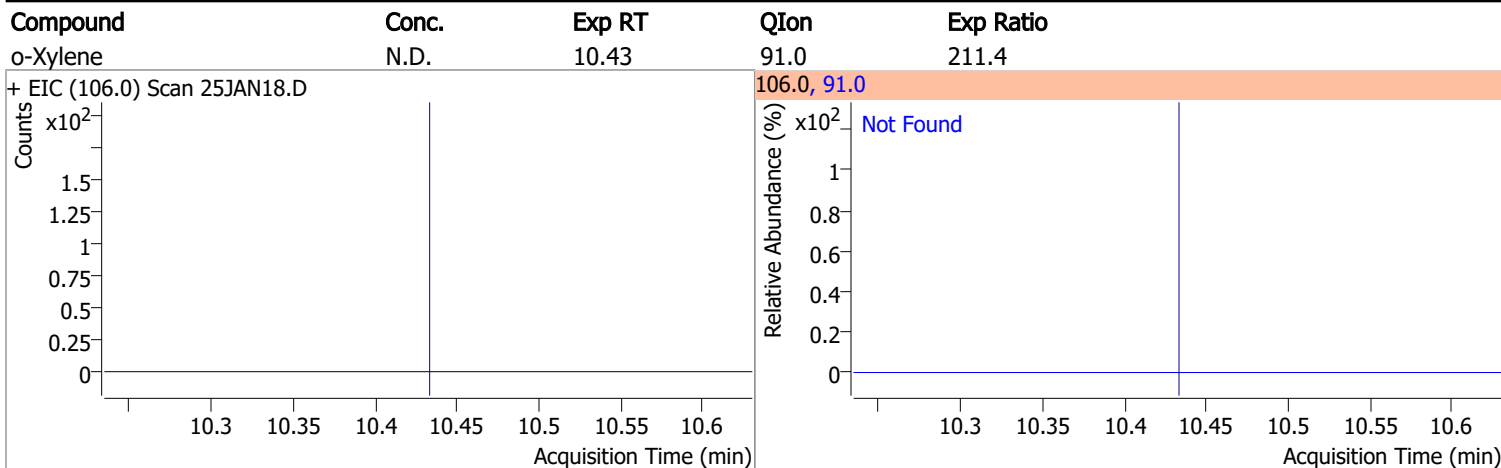 Compound Conc. Exp RT QIon Exp Ratio
o-Xylene N.D. 10.43 91.0 211.4
+ EIC (106.0) Scan 25JAN18.D
Counts
x10²
1.5
1.25
1
0.75
0.5
0.25
0
10.3 10.35 10.4 10.45 10.5 10.55 10.6
Acquisition Time (min)
106.0, 91.0
Relative Abundance (%)
x10²
Not Found
1
0.8
0.6
0.4
0.2
0
10.3 10.35 10.4 10.45 10.5 10.55 10.6
Acquisition Time (min)